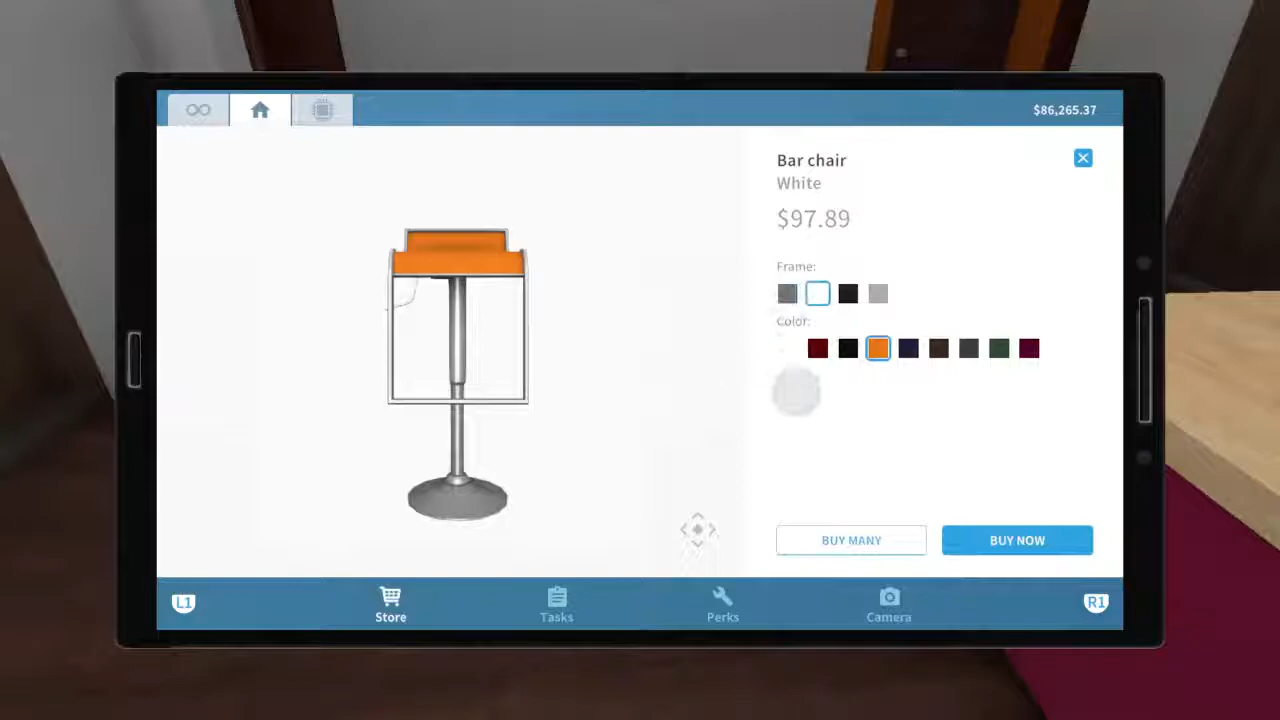 $86,265.37
Bar chair
White
$97.89
Frame:
Color:
BUY MANY
BUY NOW
L1
Store
Tasks
Perks
Camera
R1